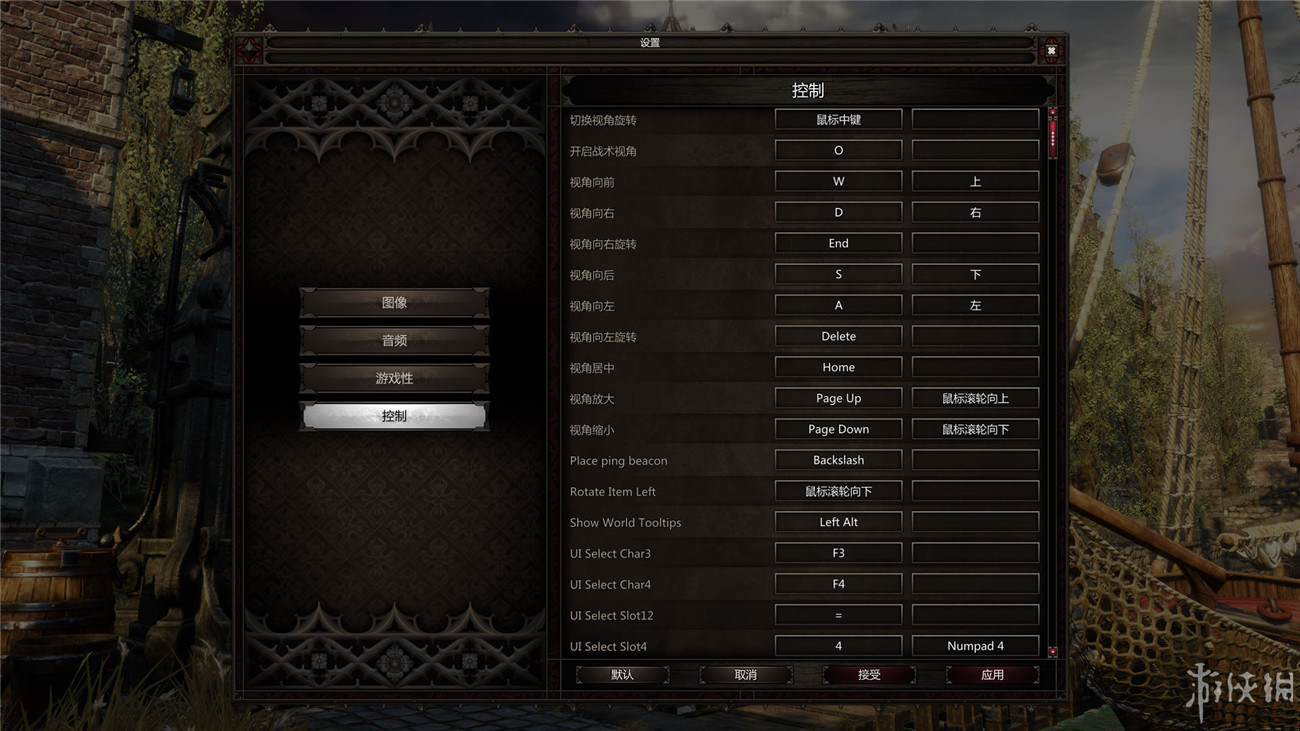 设置
图像
音频
游戏性
控制
控制
切换视角旋转 鼠标中键
开启战术视角 O
视角向前 W 上
视角向右 D 右
视角向右旋转 End
视角向后 S 下
视角向左 A 左
视角向左旋转 Delete
视角居中 Home
视角放大 Page Up 鼠标滚轮向上
视角缩小 Page Down 鼠标滚轮向下
Place ping beacon Backslash
Rotate Item Left 鼠标滚轮向下
Show World Tooltips Left Alt
UI Select Char3 F3
UI Select Char4 F4
UI Select Slot12 =
UI Select Slot4 4 Numpad 4
默认 取消 接受 应用
游侠网